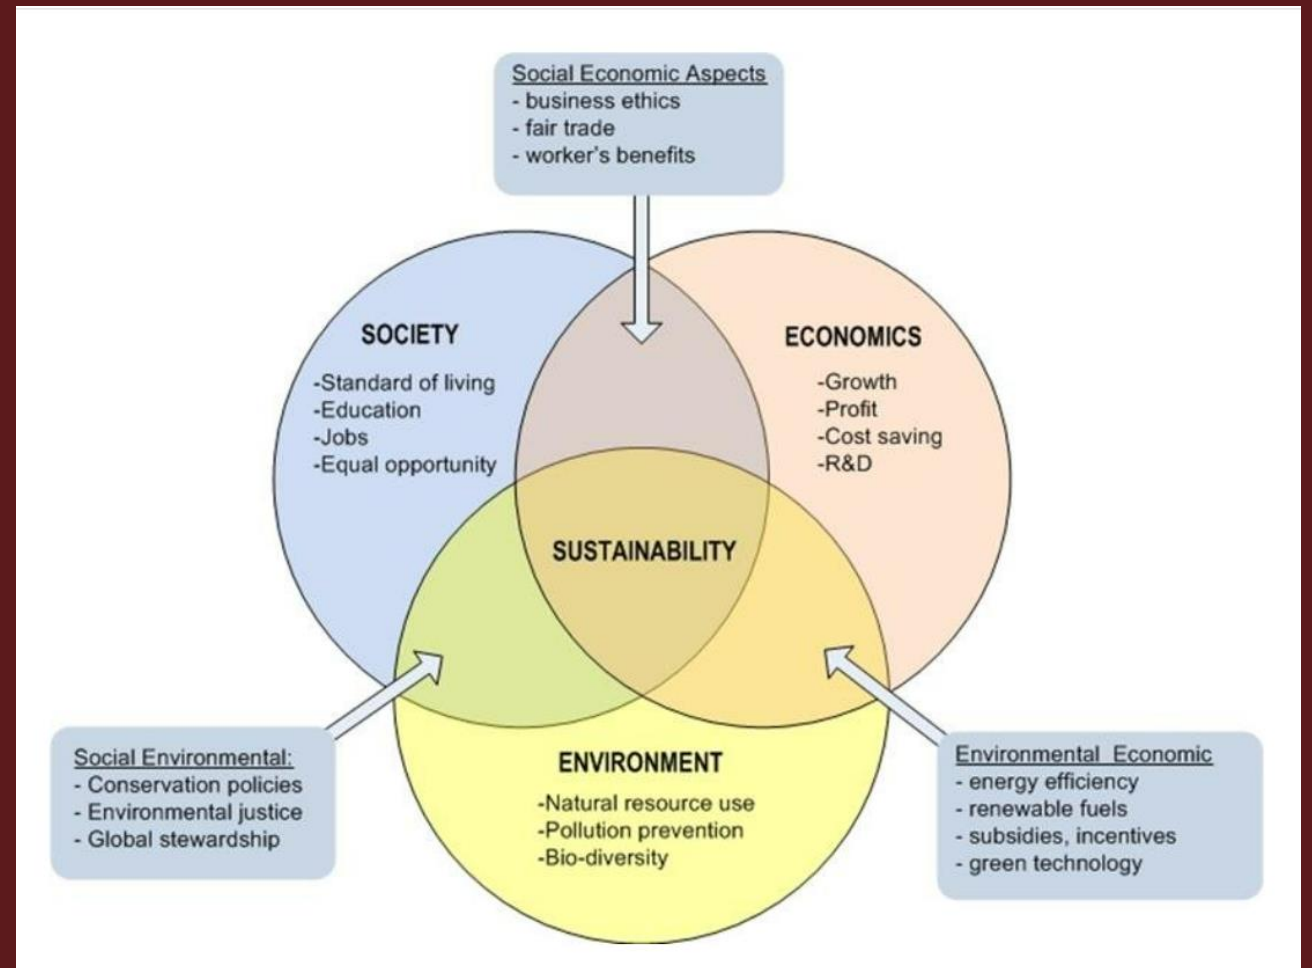 Social Economic Aspects
- business ethics
- fair trade
- worker's benefits
SOCIETY
-Standard of living
-Education
-Jobs
-Equal opportunity
ECONOMICS
-Growth
-Profit
-Cost saving
-R&D
SUSTAINABILITY
Social Environmental:
- Conservation policies
- Environmental justice
- Global stewardship
ENVIRONMENT
-Natural resource use
-Pollution prevention
-Bio-diversity
Environmental Economic
- energy efficiency
- renewable fuels
- subsidies, incentives
- green technology